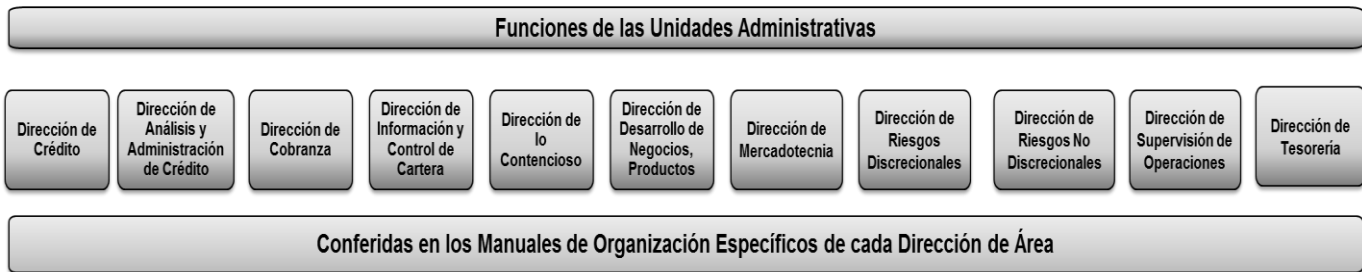 Funciones de las Unidades Administrativas
Dirección de
Crédito
Dirección de
Análisis y
Administración
de Crédito
Dirección de
Cobranza
Dirección de
Información y
Control de
Cartera
Dirección de
lo
Contencioso
Dirección de
Desarrollo de
Negocios,
Productos
Dirección de
Mercadotecnia
Dirección de
Riesgos
Discrecionales
Dirección de
Riesgos No
Discrecionales
Dirección de
Supervisión de
Operaciones
Dirección de
Tesorería
Conferidas en los Manuales de Organización Específicos de cada Dirección de Área